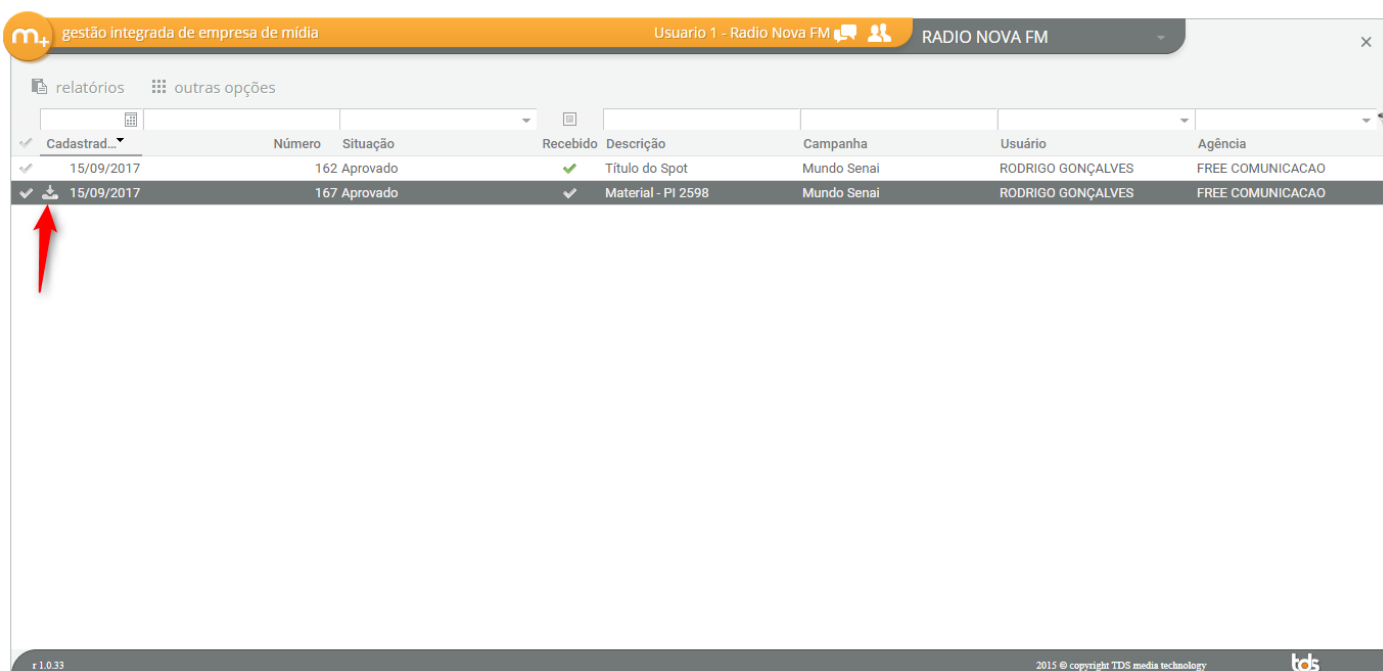 m+ gestão integrada de empresa de mídia Usuario 1 - Radio Nova FM RADIO NOVA FM
relatórios outras opções
Cadastrad... Número Situação Recebido Descrição Campanha Usuário Agência
15/09/2017 162 Aprovado Título do Spot Mundo Senai RODRIGO GONÇALVES FREE COMUNICACAO
15/09/2017 167 Aprovado Material - PI 2598 Mundo Senai RODRIGO GONÇALVES FREE COMUNICACAO
r 1.0.33 2015 © copyright TDS media technology tds